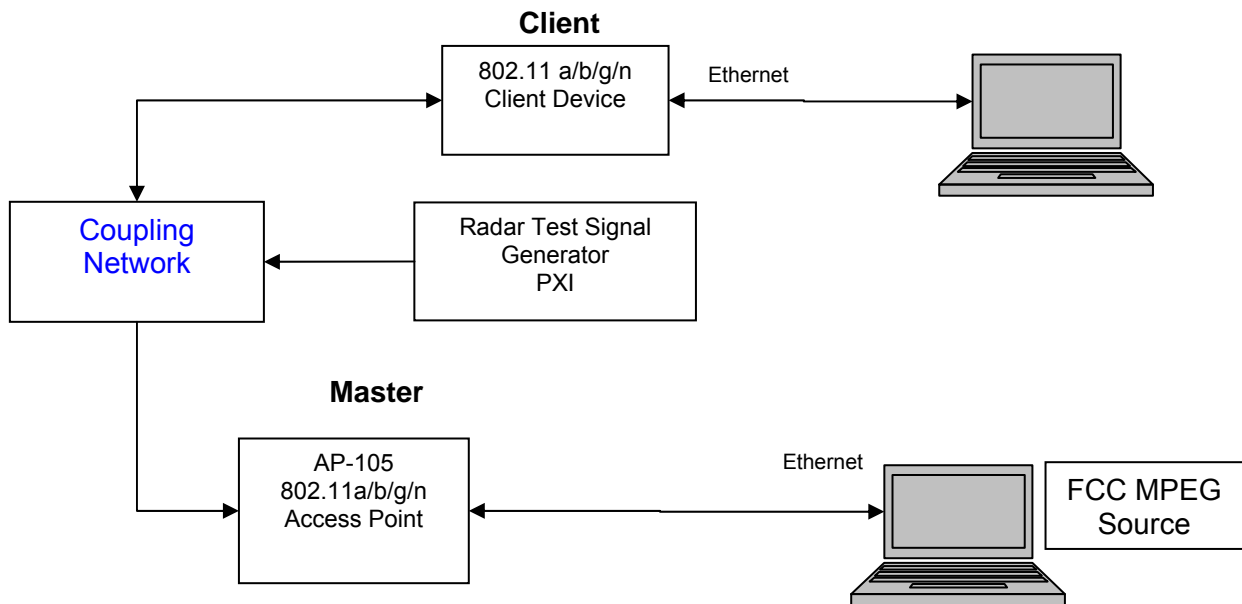 Client
802.11 a/b/g/n
Client Device
Ethernet
Coupling
Network
Radar Test Signal
Generator
PXI
Master
AP-105
802.11a/b/g/n
Access Point
Ethernet
FCC MPEG
Source